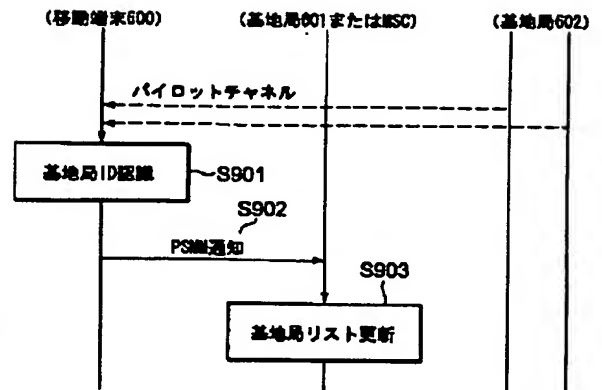 (移動端末600) (基地局601またはMSC) (基地局602)
パイロットチャネル
基地局ID認識 S901
S902
PSMM通知
S903
基地局リスト更新